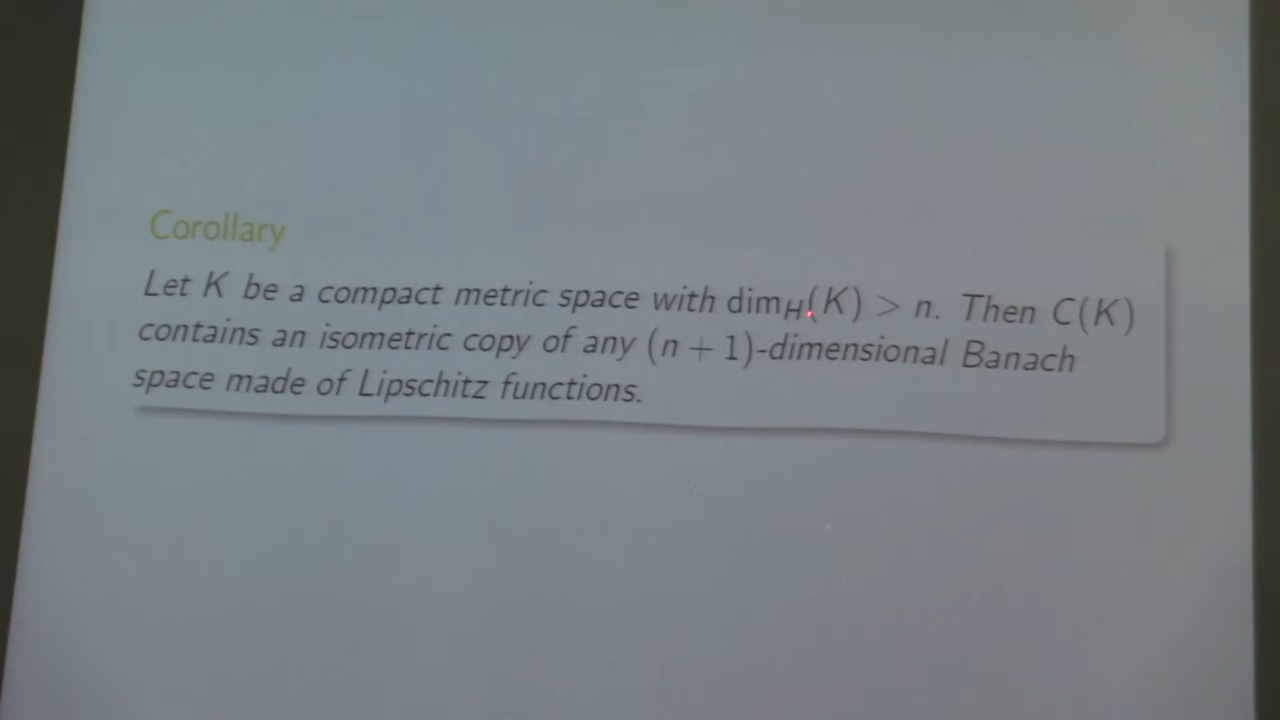 Corollary
Let K be a compact metric space with dim_H(K) > n. Then C(K)
contains an isometric copy of any (n + 1)-dimensional Banach
space made of Lipschitz functions.